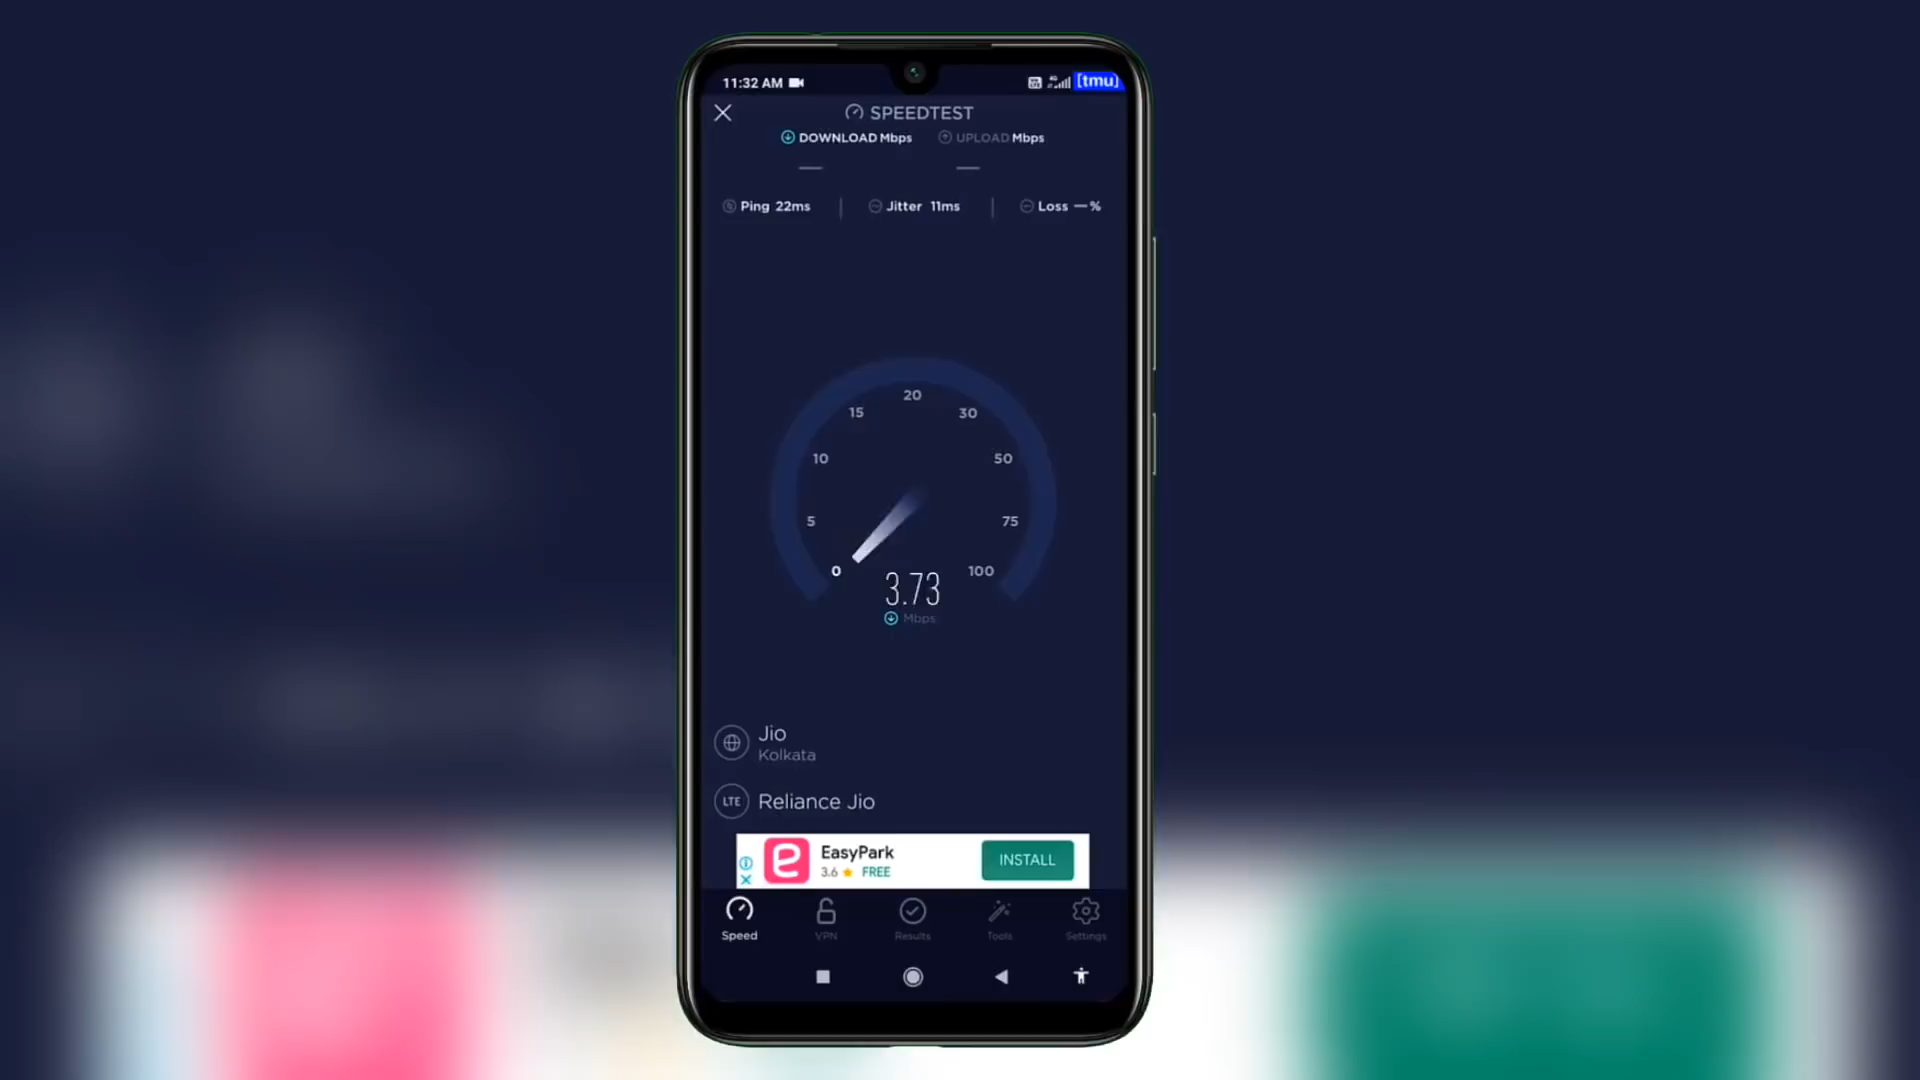 11:32 AM
4G
[tmu]
SPEEDTEST
DOWNLOAD Mbps
UPLOAD Mbps
Ping 22ms
Jitter 11ms
Loss —%
20
15
30
10
50
5
75
0
100
3.73
Mbps
Jio
Kolkata
LTE
Reliance Jio
EasyPark
3.6 ★ FREE
INSTALL
Speed
VPN
Results
Tools
Settings